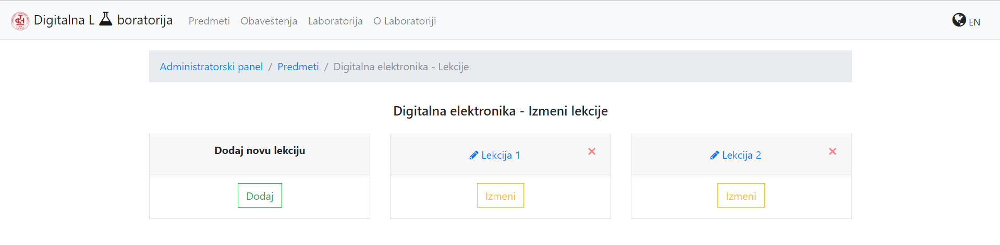 Digitalna L boratorija Predmeti Obaveštenja Laboratorija O Laboratoriji EN
Administratorski panel / Predmeti / Digitalna elektronika - Lekcije
Digitalna elektronika - Izmeni lekcije
Dodaj novu lekciju
Dodaj
Lekcija 1
Izmeni
Lekcija 2
Izmeni